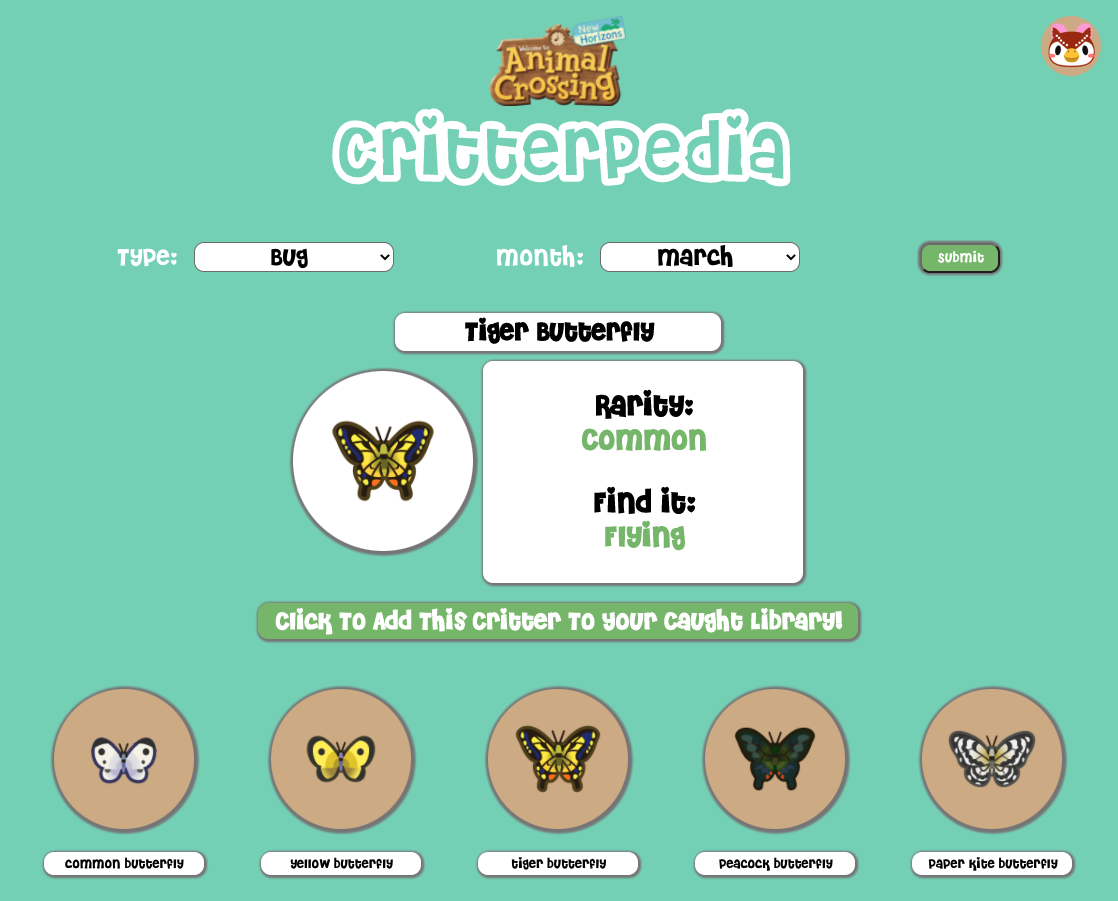 New
Horizons
Welcome to
Animal
Crossing
Critterpedia
Type: Bug Month: March Submit
Tiger Butterfly
Rarity:
Common
Find it:
Flying
Click To Add This Critter To Your Caught Library!
common butterfly yellow butterfly tiger butterfly peacock butterfly paper kite butterfly